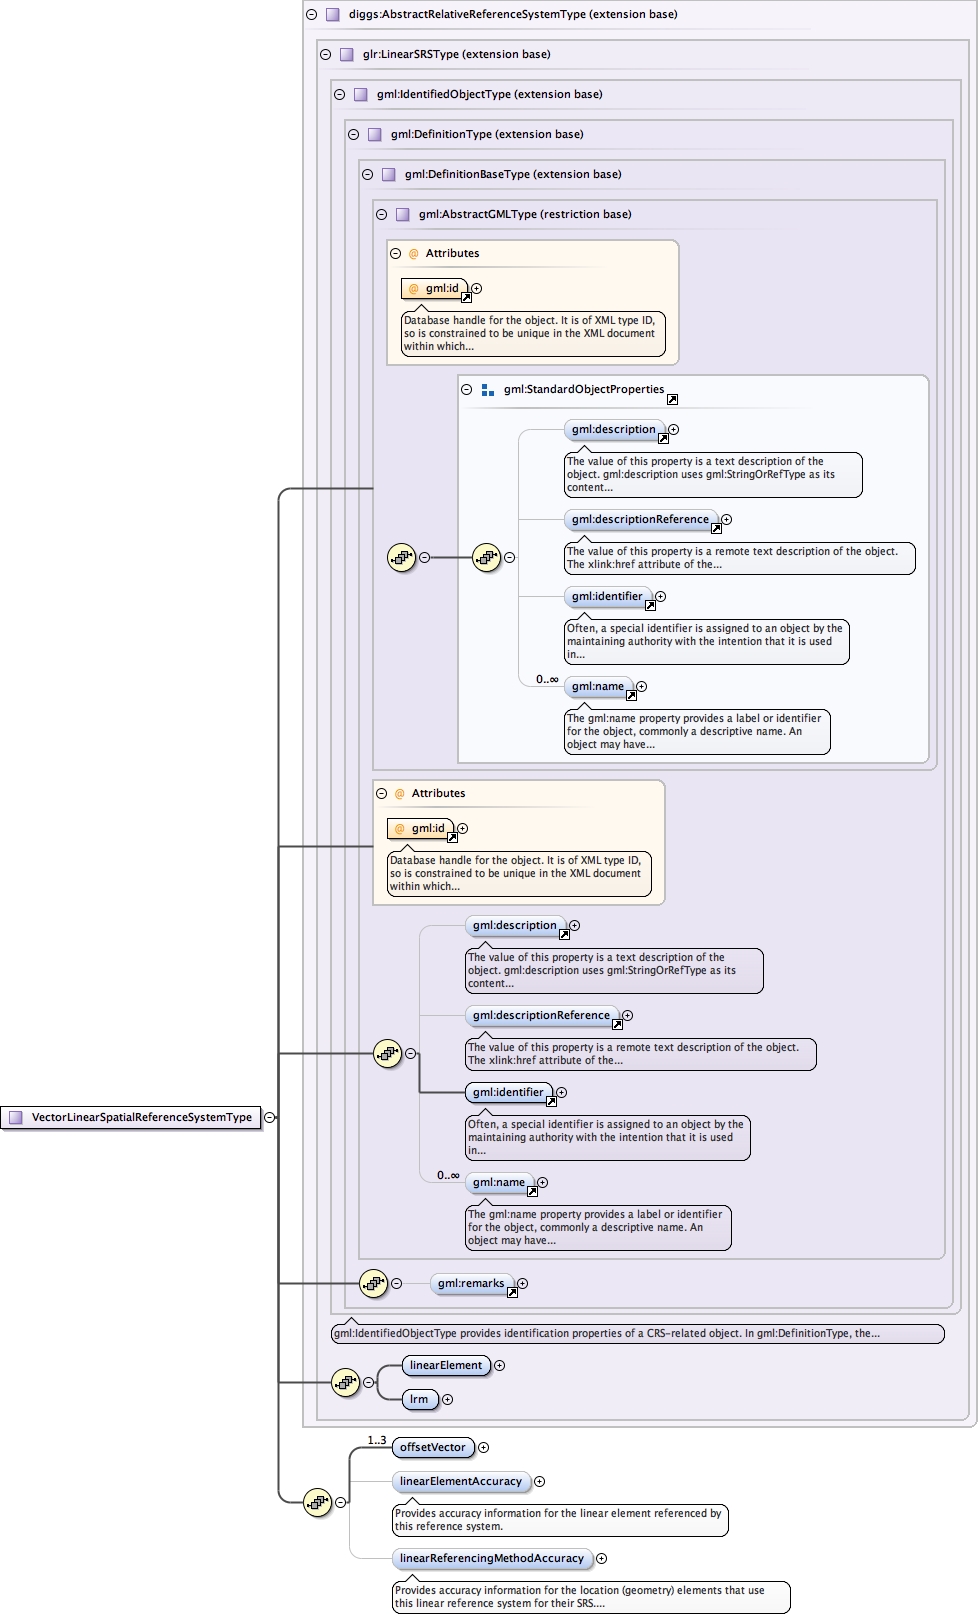 diggs:AbstractRelativeReferenceSystemType (extension base)
glr:LinearSRSType (extension base)
gml:IdentifiedObjectType (extension base)
gml:DefinitionType (extension base)
gml:DefinitionBaseType (extension base)
gml:AbstractGMLType (restriction base)
@ Attributes
@ gml:id
Database handle for the object. It is of XML type ID,
so is constrained to be unique in the XML document
within which...
gml:StandardObjectProperties
gml:description
The value of this property is a text description of the
object. gml:description uses gml:StringOrRefType as its
content...
gml:descriptionReference
The value of this property is a remote text description of the object.
The xlink:href attribute of the...
gml:identifier
Often, a special identifier is assigned to an object by the
maintaining authority with the intention that it is used
in...
0..∞
gml:name
The gml:name property provides a label or identifier
for the object, commonly a descriptive name. An
object may have...
@ Attributes
@ gml:id
Database handle for the object. It is of XML type ID,
so is constrained to be unique in the XML document
within which...
gml:description
The value of this property is a text description of the
object. gml:description uses gml:StringOrRefType as its
content...
gml:descriptionReference
The value of this property is a remote text description of the object.
The xlink:href attribute of the...
gml:identifier
VectorLinearSpatialReferenceSystemType
Often, a special identifier is assigned to an object by the
maintaining authority with the intention that it is used
in...
0..∞
gml:name
The gml:name property provides a label or identifier
for the object, commonly a descriptive name. An
object may have...
gml:remarks
gml:IdentifiedObjectType provides identification properties of a CRS-related object. In gml:DefinitionType, the...
linearElement
lrm
1..3
offsetVector
linearElementAccuracy
Provides accuracy information for the linear element referenced by
this reference system.
linearReferencingMethodAccuracy
Provides accuracy information for the location (geometry) elements that use
this linear reference system for their SRS....